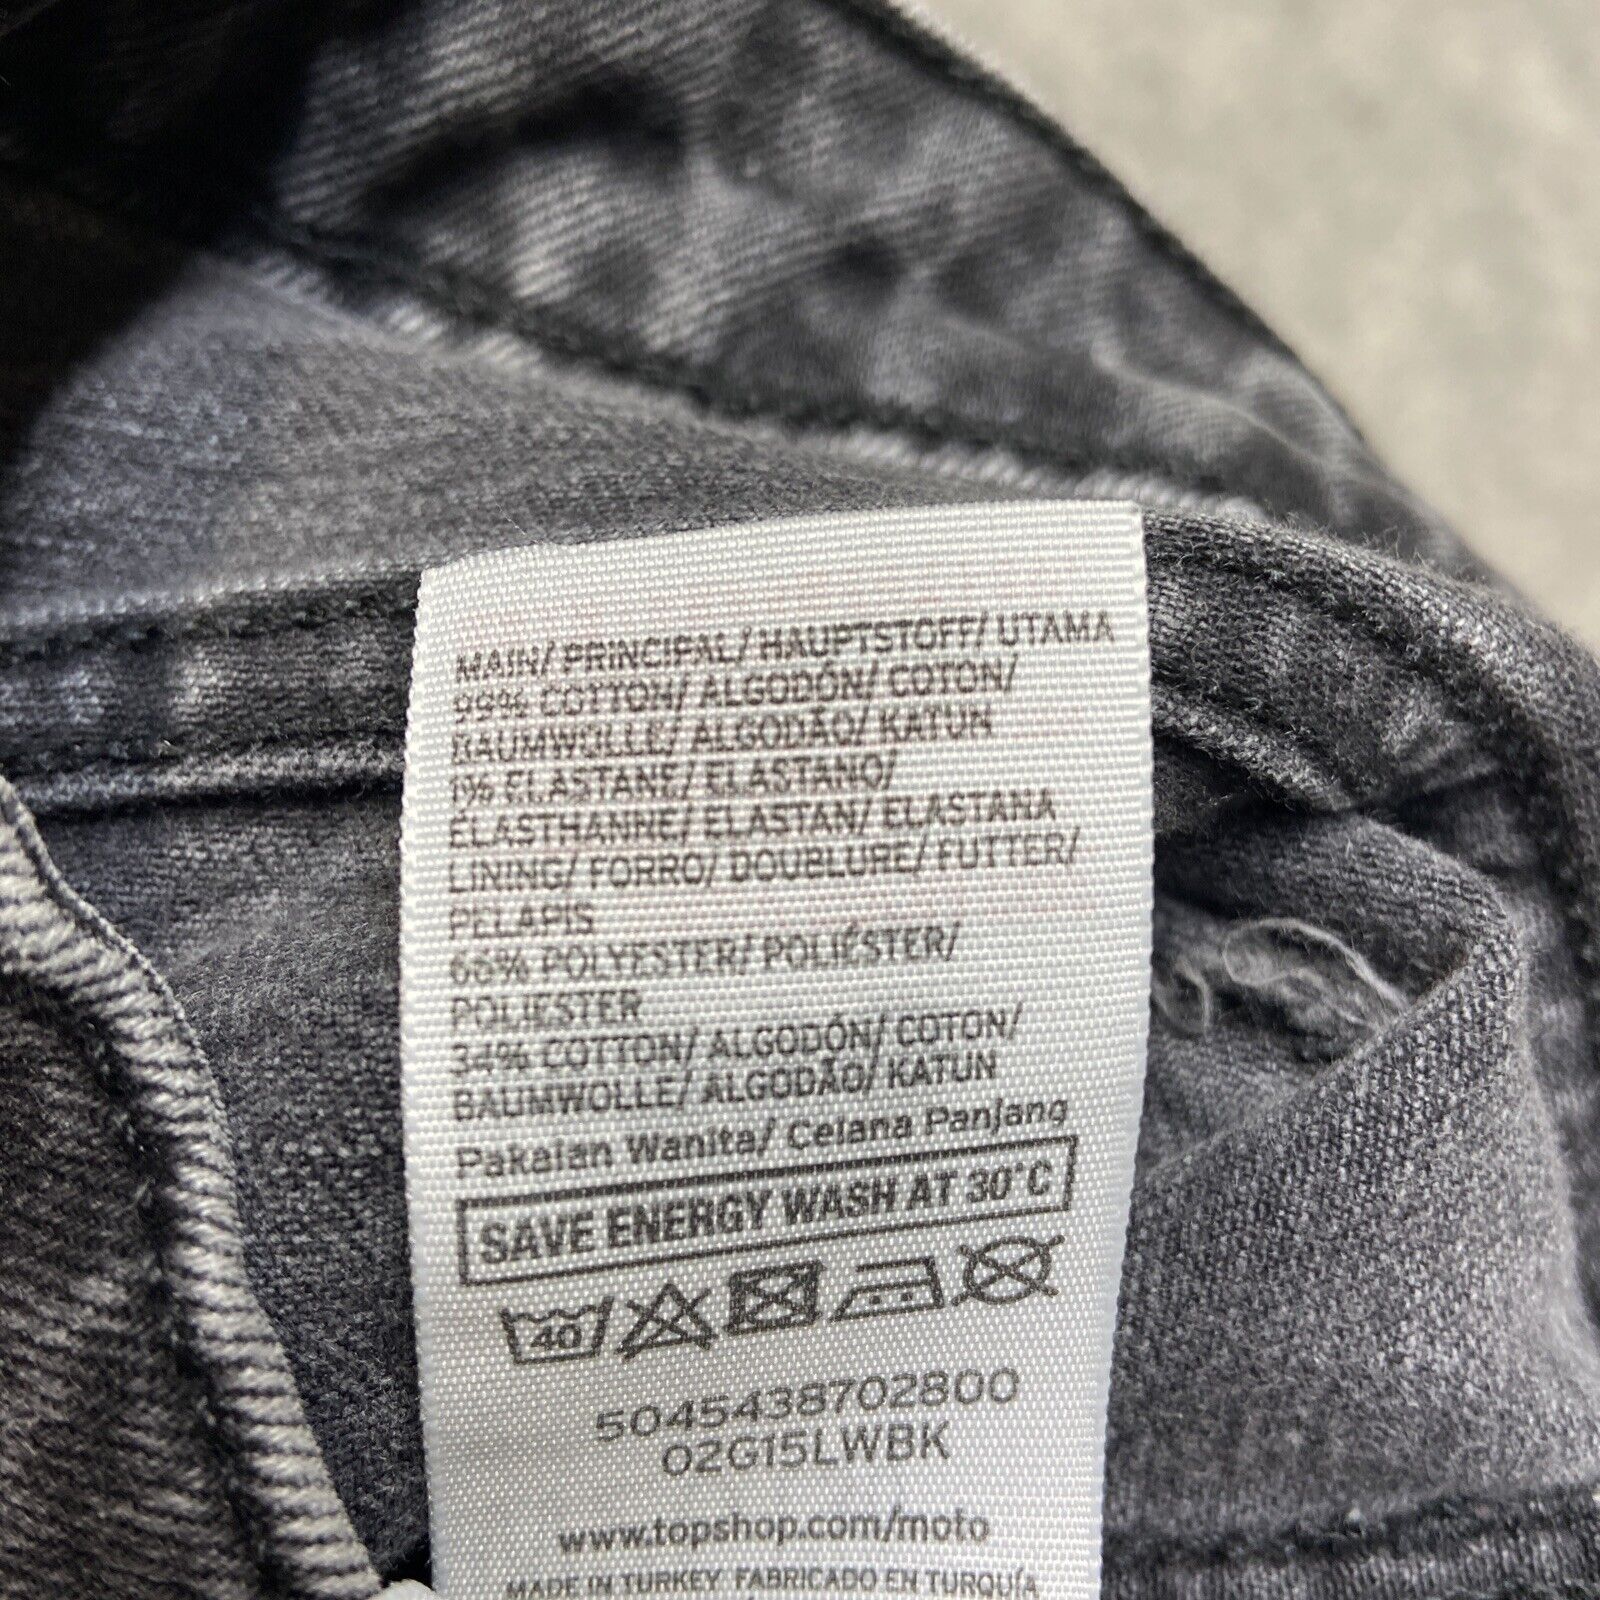 MAIN/ PRINCIPAL/ HAUPTSTOFF/ UTAMA
99% COTTON/ ALGODÓN/ COTON/
BAUMWOLLE/ ALGODÃO/ KATUN
1% ELASTANE/ ELASTANO/
ÉLASTHANNE/ ELASTAN/ ELASTANA
LINING/ FORRO/ DOUBLURE/ FUTTER/
PELAPIS
66% POLYESTER/ POLIÉSTER/
POLIESTER
34% COTTON/ ALGODÓN/ COTON/
BAUMWOLLE/ ALGODÃO/ KATUN
Pakaian Wanita/ Celana Panjang
SAVE ENERGY WASH AT 30°C
40
5045438702800
02G15LWBK
www.topshop.com/moto
MADE IN TURKEY FABRICADO EN TURQUÍA